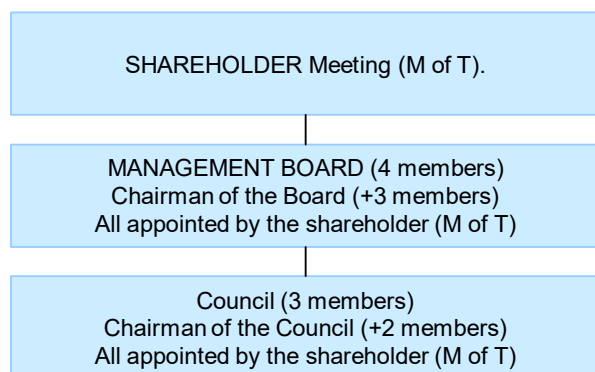 SHAREHOLDER Meeting (M of T).
MANAGEMENT BOARD (4 members)
Chairman of the Board (+3 members)
All appointed by the shareholder (M of T)
Council (3 members)
Chairman of the Council (+2 members)
All appointed by the shareholder (M of T)